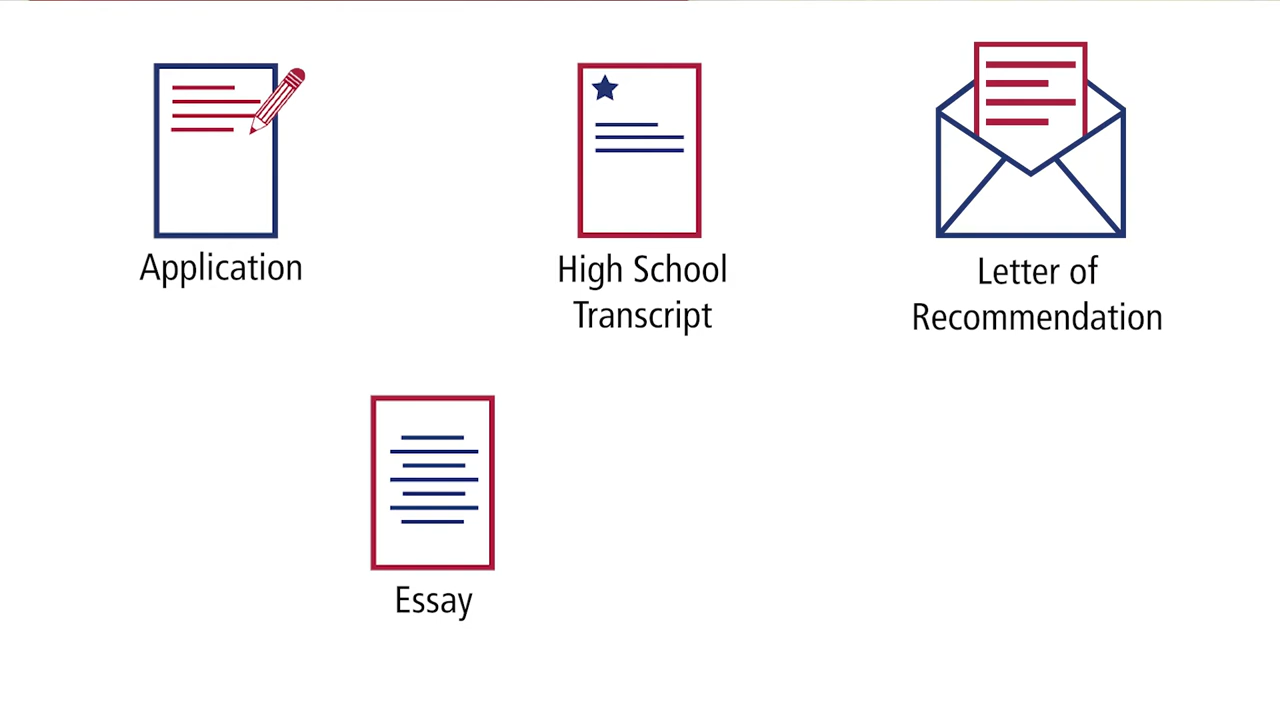 Application
High School
Transcript
Letter of
Recommendation
Essay